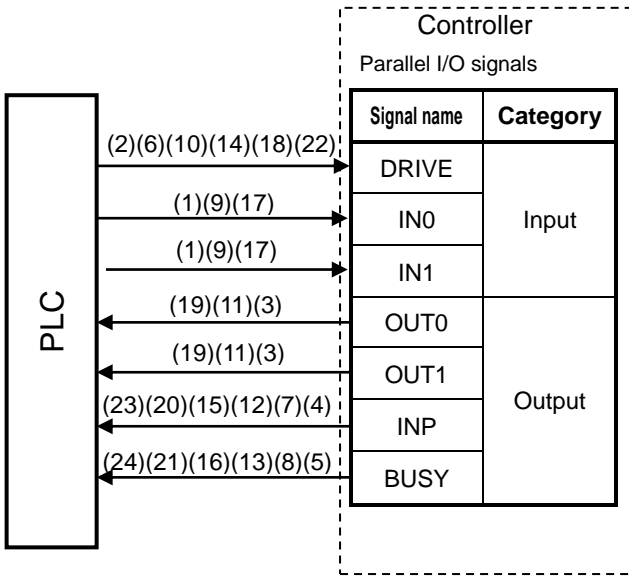 Controller
Parallel I/O signals
Signal name Category
(2)(6)(10)(14)(18)(22)
DRIVE
(1)(9)(17)
IN0
Input
(1)(9)(17)
IN1
PLC
(19)(11)(3)
OUT0
(19)(11)(3)
OUT1
Output
(23)(20)(15)(12)(7)(4)
INP
(24)(21)(16)(13)(8)(5)
BUSY